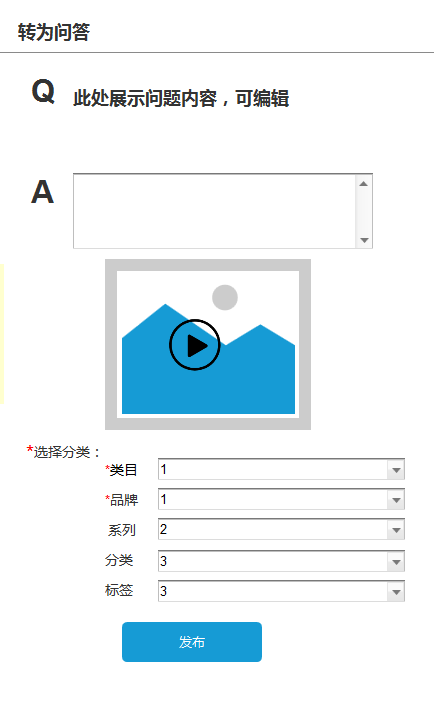 转为问答
Q 此处展示问题内容，可编辑
A
*选择分类：
*类目 1
*品牌 1
系列 2
分类 3
标签 3
发布